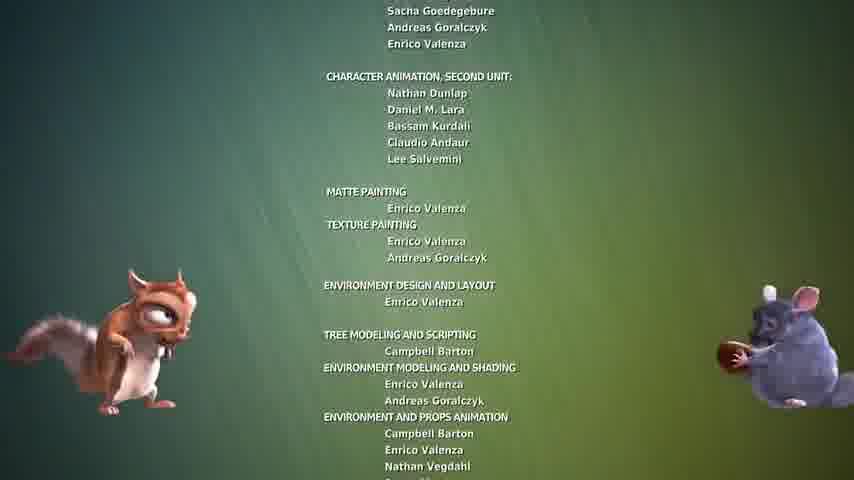 Sacha Goedegebure
Andreas Goralczyk
Enrico Valenza
CHARACTER ANIMATION, SECOND UNIT:
Nathan Dunlap
Daniel M. Lara
Bassam Kurdali
Claudio Andaur
Lee Salvemini
MATTE PAINTING
Enrico Valenza
TEXTURE PAINTING
Enrico Valenza
Andreas Goralczyk
ENVIRONMENT DESIGN AND LAYOUT
Enrico Valenza
TREE MODELING AND SCRIPTING
Campbell Barton
ENVIRONMENT MODELING AND SHADING
Enrico Valenza
Andreas Goralczyk
ENVIRONMENT AND PROPS ANIMATION
Campbell Barton
Enrico Valenza
Nathan Vegdahl